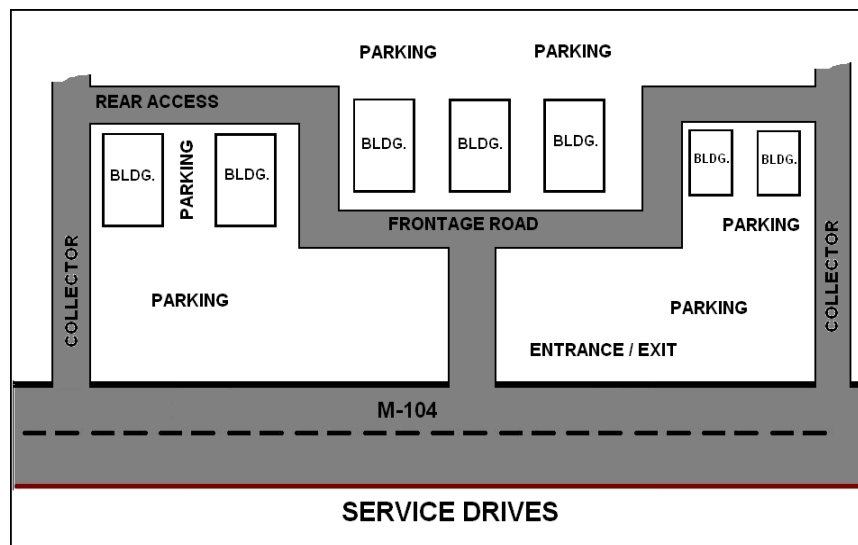 PARKING
PARKING
REAR ACCESS
BLDG.
PARKING
BLDG.
BLDG.
BLDG.
BLDG.
BLDG.
BLDG.
FRONTAGE ROAD
PARKING
COLLECTOR
COLLECTOR
PARKING
PARKING
ENTRANCE / EXIT
M-104
SERVICE DRIVES